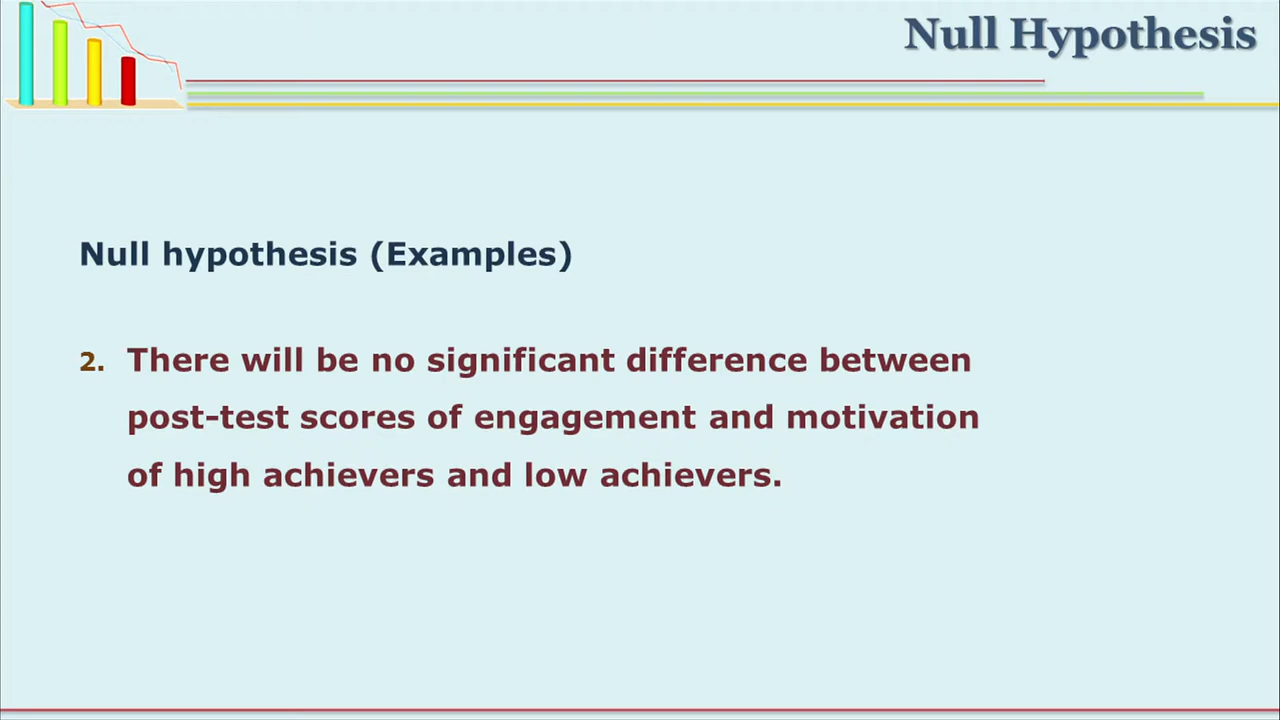 Null Hypothesis
Null hypothesis (Examples)
2. There will be no significant difference between
post-test scores of engagement and motivation
of high achievers and low achievers.